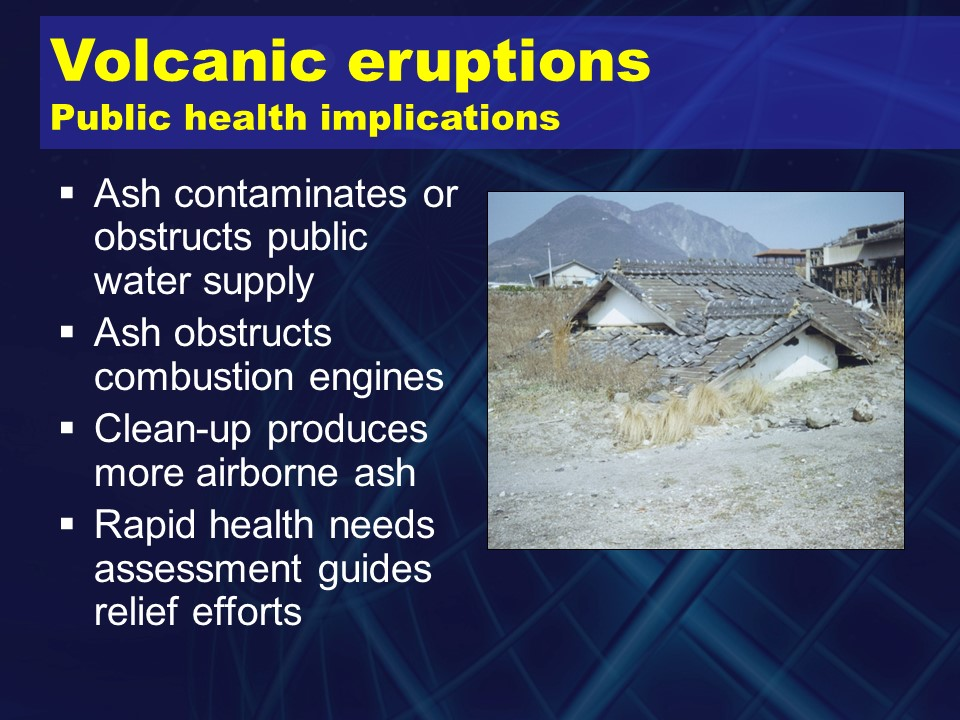 Volcanic eruptions
Public health implications
▪ Ash contaminates or
obstructs public
water supply
▪ Ash obstructs
combustion engines
▪ Clean-up produces
more airborne ash
▪ Rapid health needs
assessment guides
relief efforts